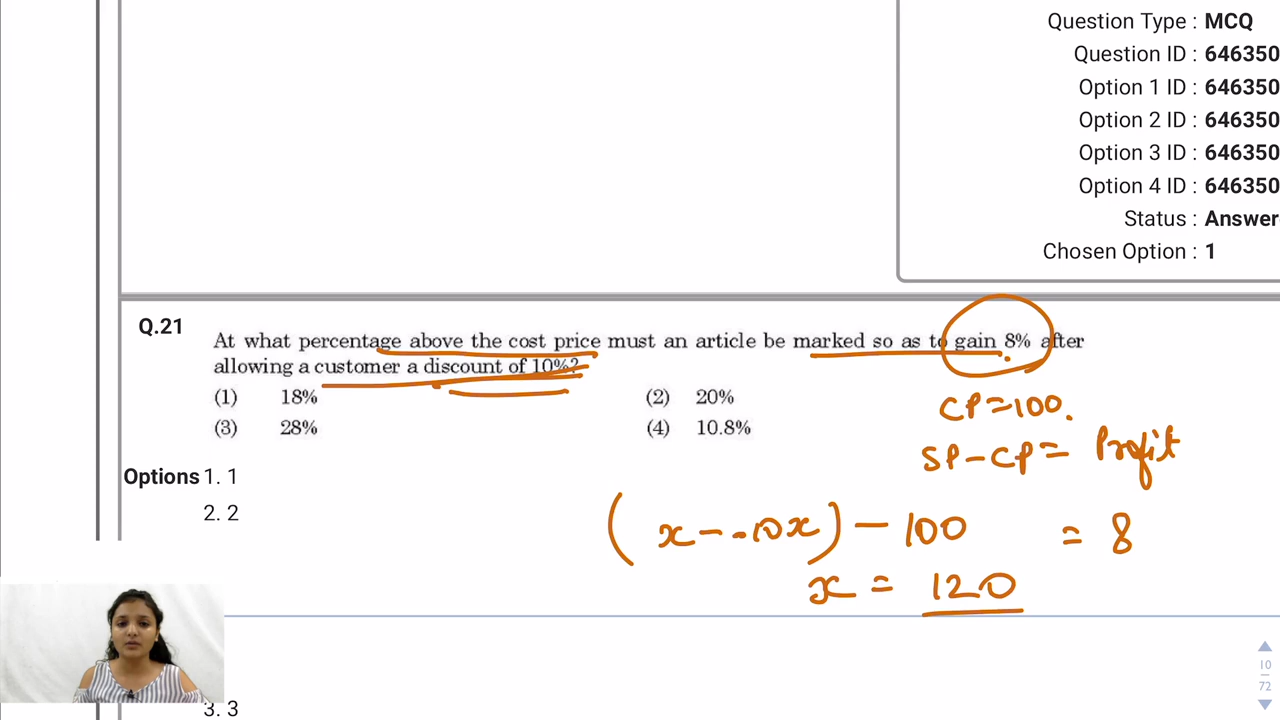 Question Type : MCQ
Question ID : 646350
Option 1 ID : 646350
Option 2 ID : 646350
Option 3 ID : 646350
Option 4 ID : 646350
Status : Answer
Chosen Option : 1
Q.21
At what percentage above the cost price must an article be marked so as to gain 8% after
allowing a customer a discount of 10%?
(1) 18% (2) 20%
(3) 28% (4) 10.8%
CP=100.
SP-CP= Profit
(x-.10x)-100 = 8
x = 120
Options 1. 1
2. 2
3. 3
10
72